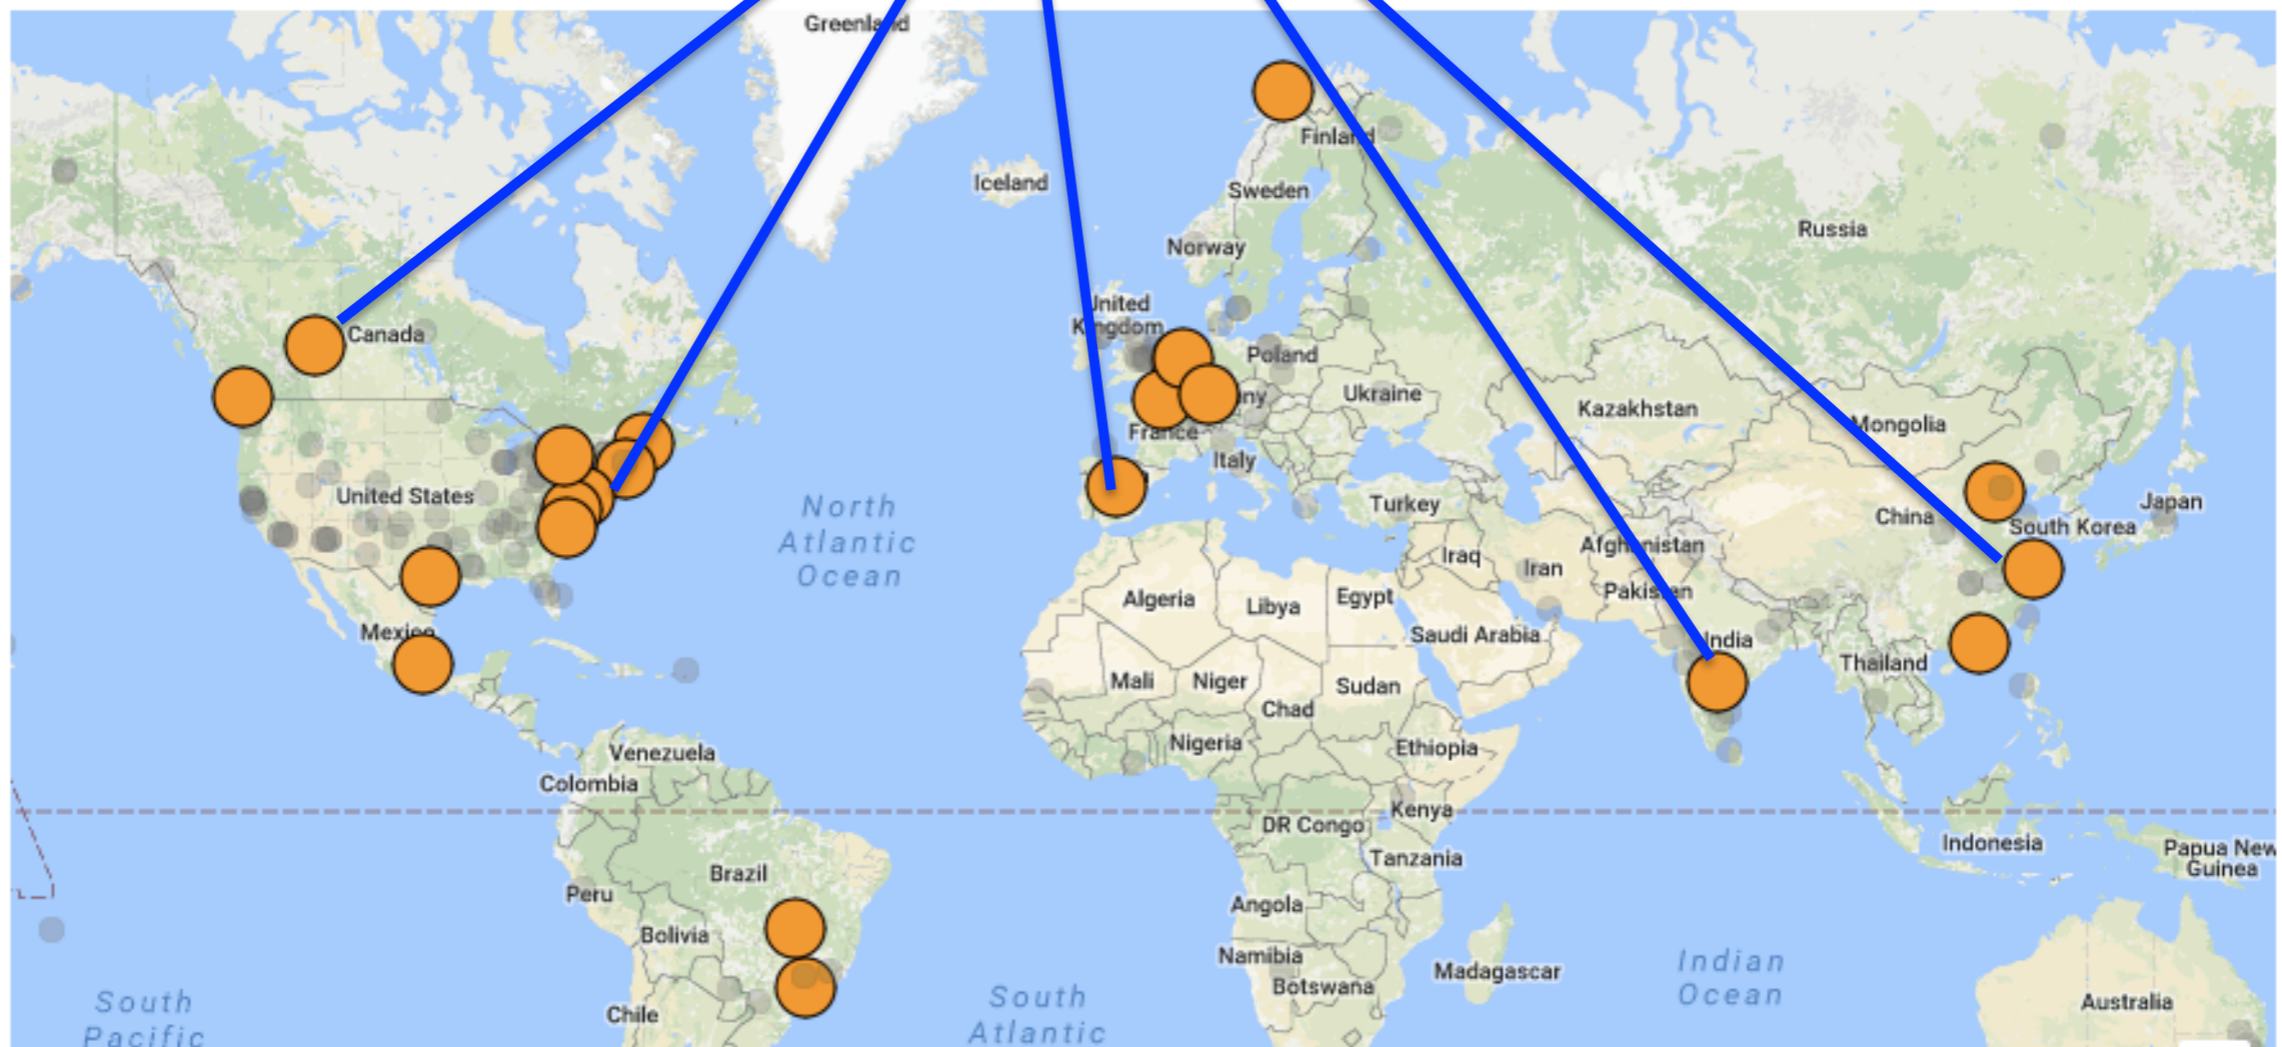 Greenland
Finland
Iceland
Sweden
Russia
Norway
United
Kingdom
Canada
Poland
Ukraine
Kazakhstan
Mongolia
France
Italy
United States
North
Atlantic
Ocean
Turkey
Japan
China
South Korea
Afghanistan
Iraq
Iran
Pakistan
Algeria
Libya
Egypt
Mexico
Saudi Arabia
India
Thailand
Mali
Niger
Sudan
Chad
Venezuela
Nigeria
Ethiopia
Colombia
Kenya
DR Congo
Indonesia
Papua New
Guinea
Tanzania
Brazil
Peru
Angola
Bolivia
Namibia
Madagascar
Botswana
Indian
Ocean
South
Pacific
South
Atlantic
Chile
Australia